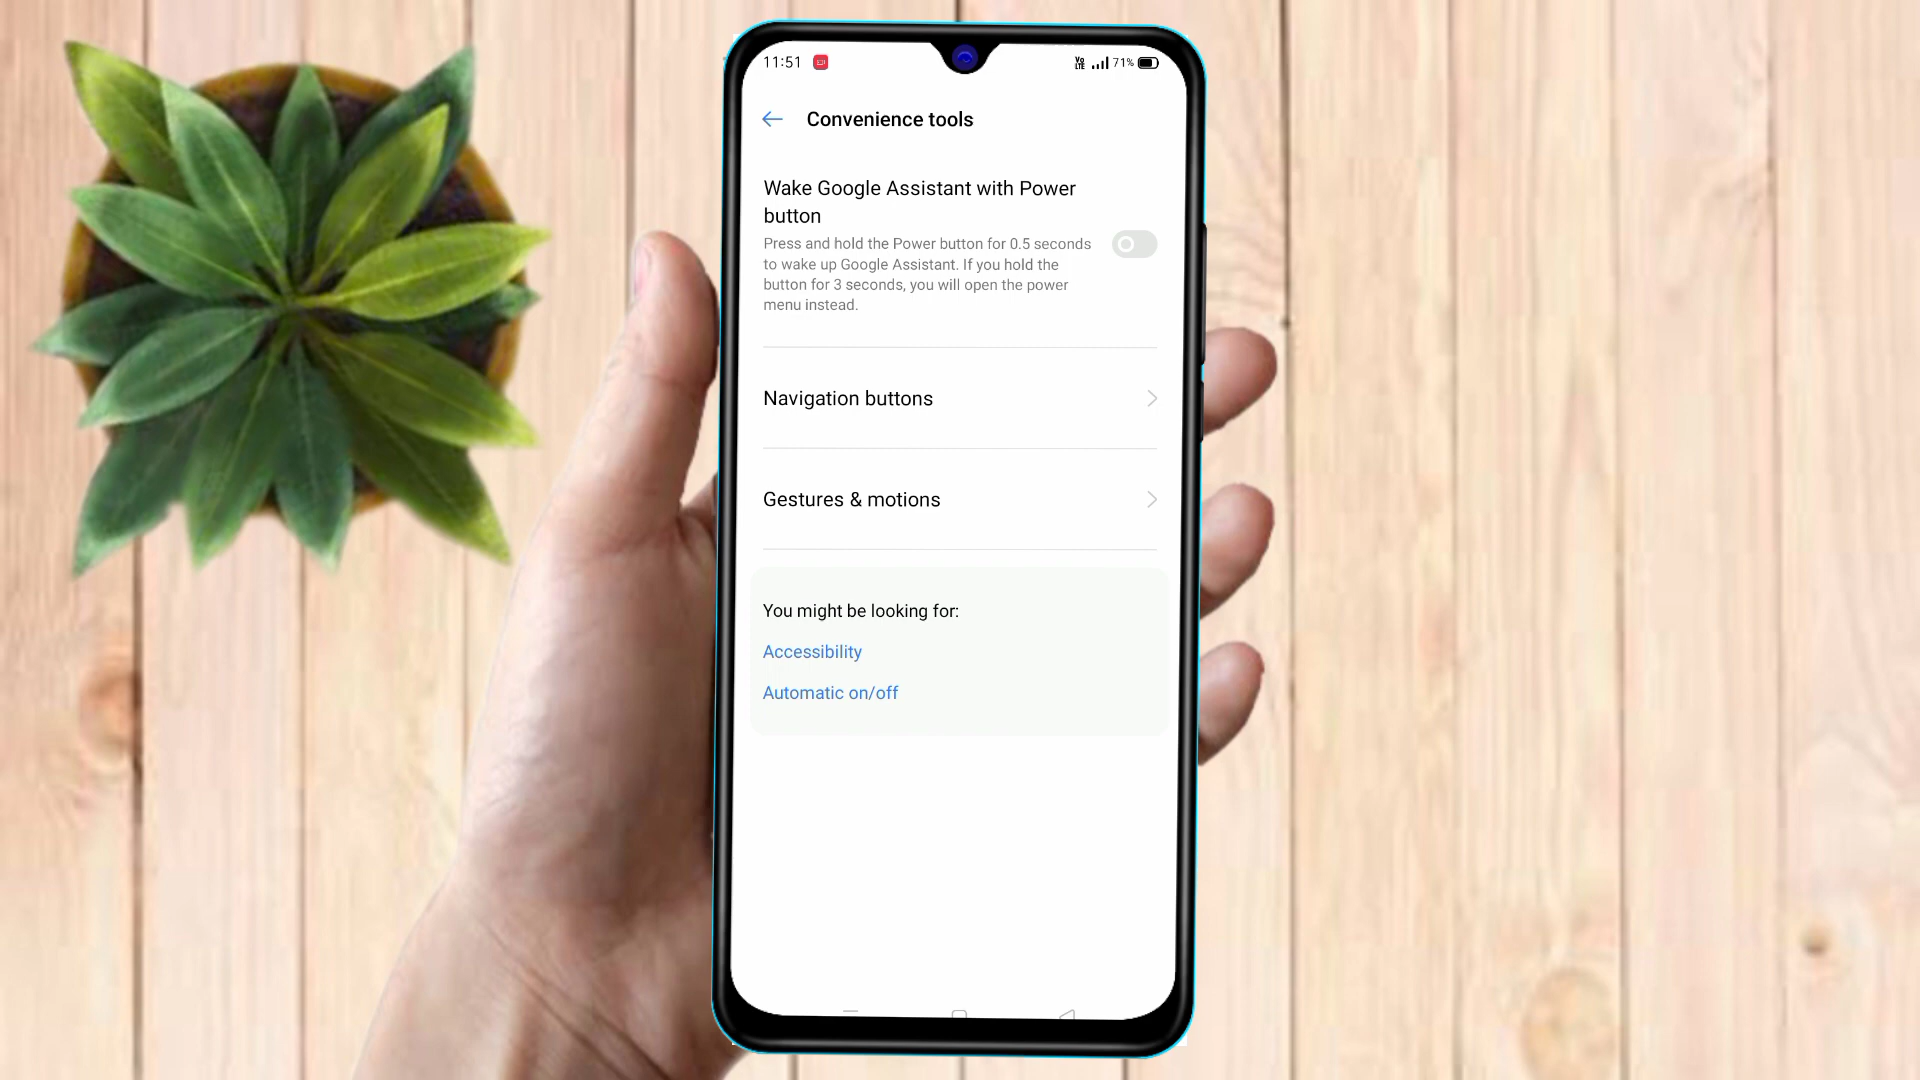 11:51
Vo LTE 71%
Convenience tools
Wake Google Assistant with Power
button
Press and hold the Power button for 0.5 seconds
to wake up Google Assistant. If you hold the
button for 3 seconds, you will open the power
menu instead.
Navigation buttons
Gestures & motions
You might be looking for:
Accessibility
Automatic on/off